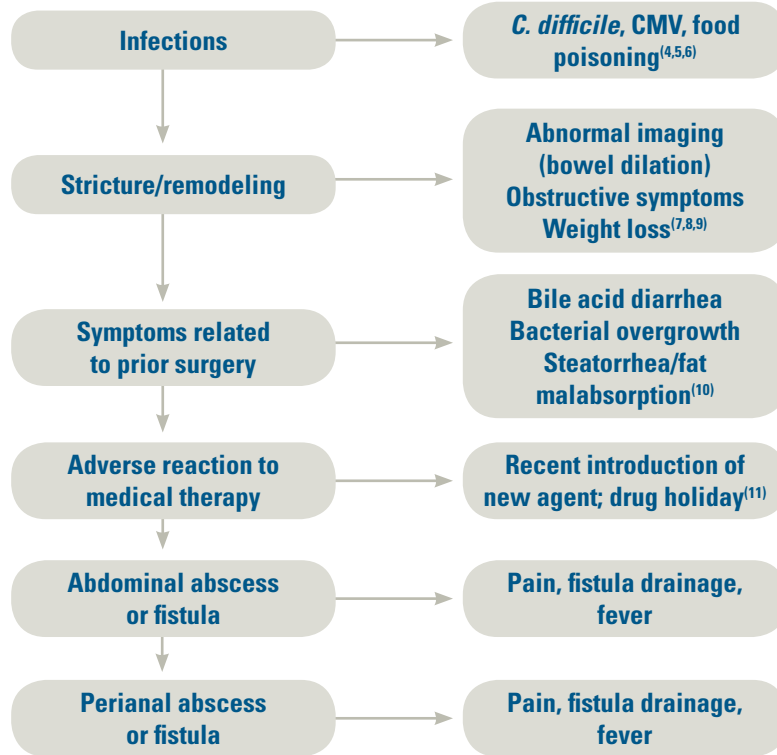 Infections
C. difficile, CMV, food
poisoning(4,5,6)
Stricture/remodeling
Abnormal imaging
(bowel dilation)
Obstructive symptoms
Weight loss(7,8,9)
Symptoms related
to prior surgery
Bile acid diarrhea
Bacterial overgrowth
Steatorrhea/fat
malabsorption(10)
Adverse reaction to
medical therapy
Recent introduction of
new agent; drug holiday(11)
Abdominal abscess
or fistula
Pain, fistula drainage,
fever
Perianal abscess
or fistula
Pain, fistula drainage,
fever